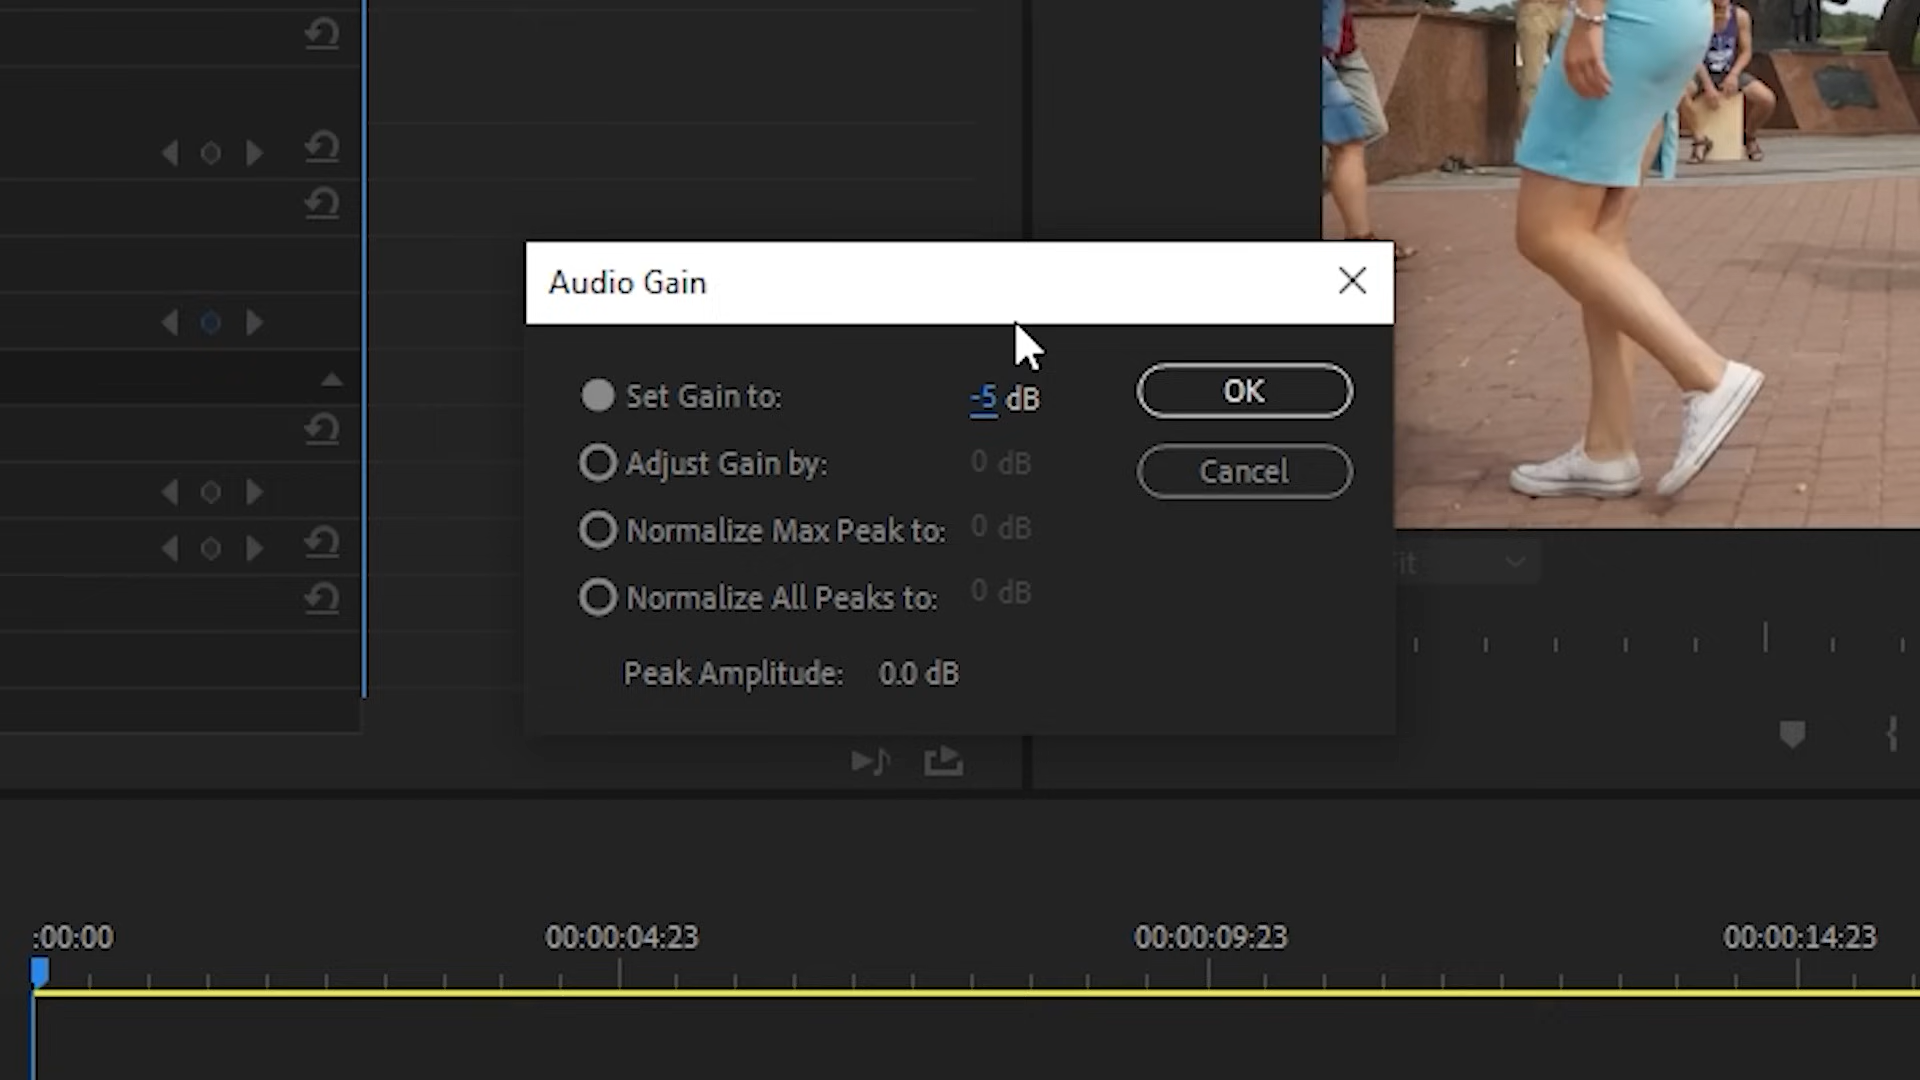 Audio Gain
Set Gain to: -5 dB
OK
Adjust Gain by: 0 dB
Cancel
Normalize Max Peak to: 0 dB
Normalize All Peaks to: 0 dB
Peak Amplitude: 0.0 dB
:00:00 00:00:04:23 00:00:09:23 00:00:14:23